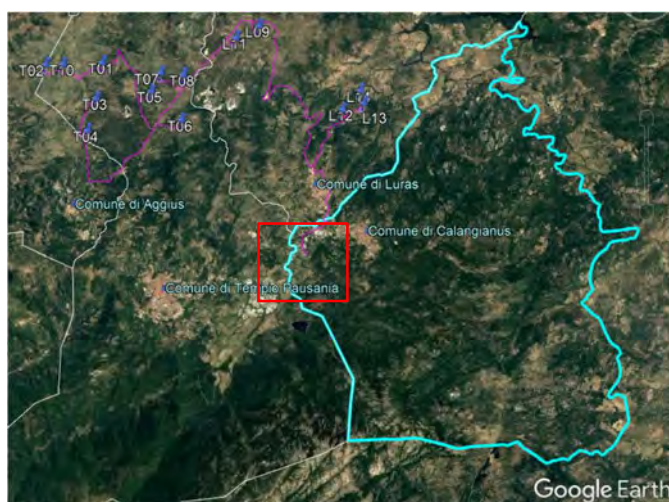 L09
L11
T02
T10
T01
T07
T08
T05
T03
T06
T04
L12
L13
Comune di Luras
Comune di Aggius
Comune di Calangianus
Comune di Tempio Pausania
Google Earth